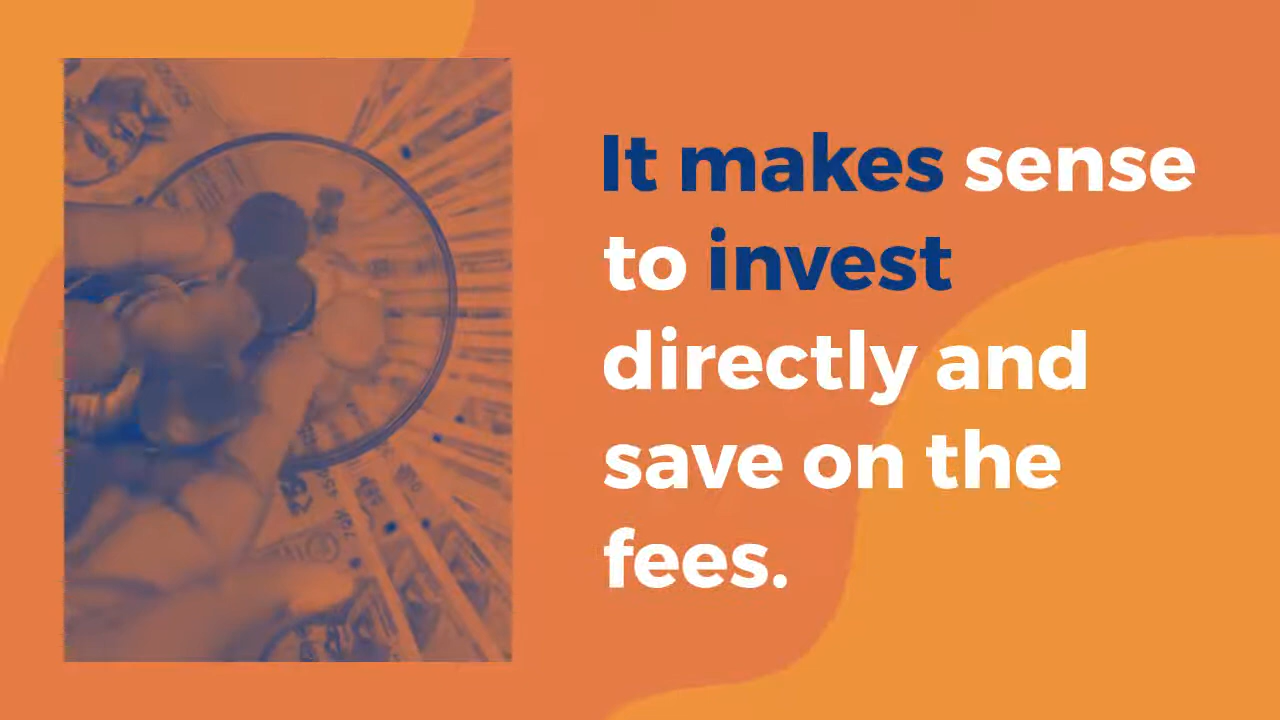 It makes sense
to invest
directly and
save on the
fees.